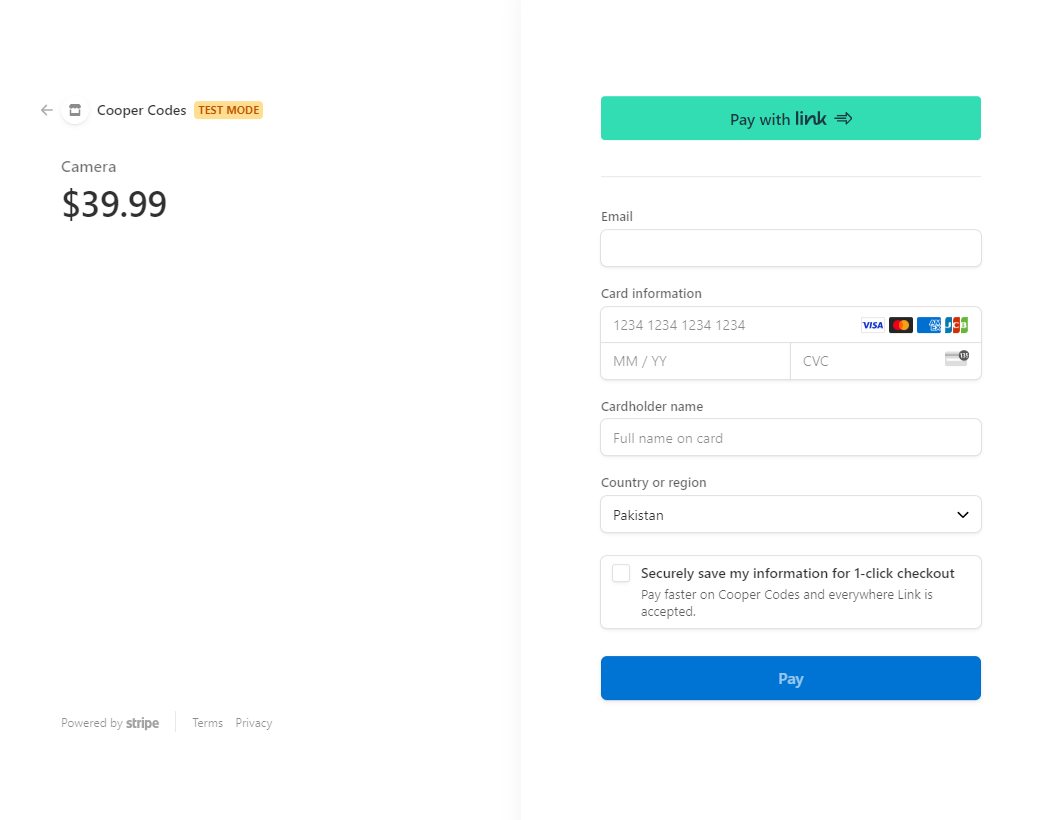 Cooper Codes TEST MODE
Camera
$39.99
Powered by stripe Terms Privacy
Pay with link
Email
Card information
1234 1234 1234 1234 VISA
MM / YY CVC
Cardholder name
Full name on card
Country or region
Pakistan
Securely save my information for 1-click checkout
Pay faster on Cooper Codes and everywhere Link is
accepted.
Pay